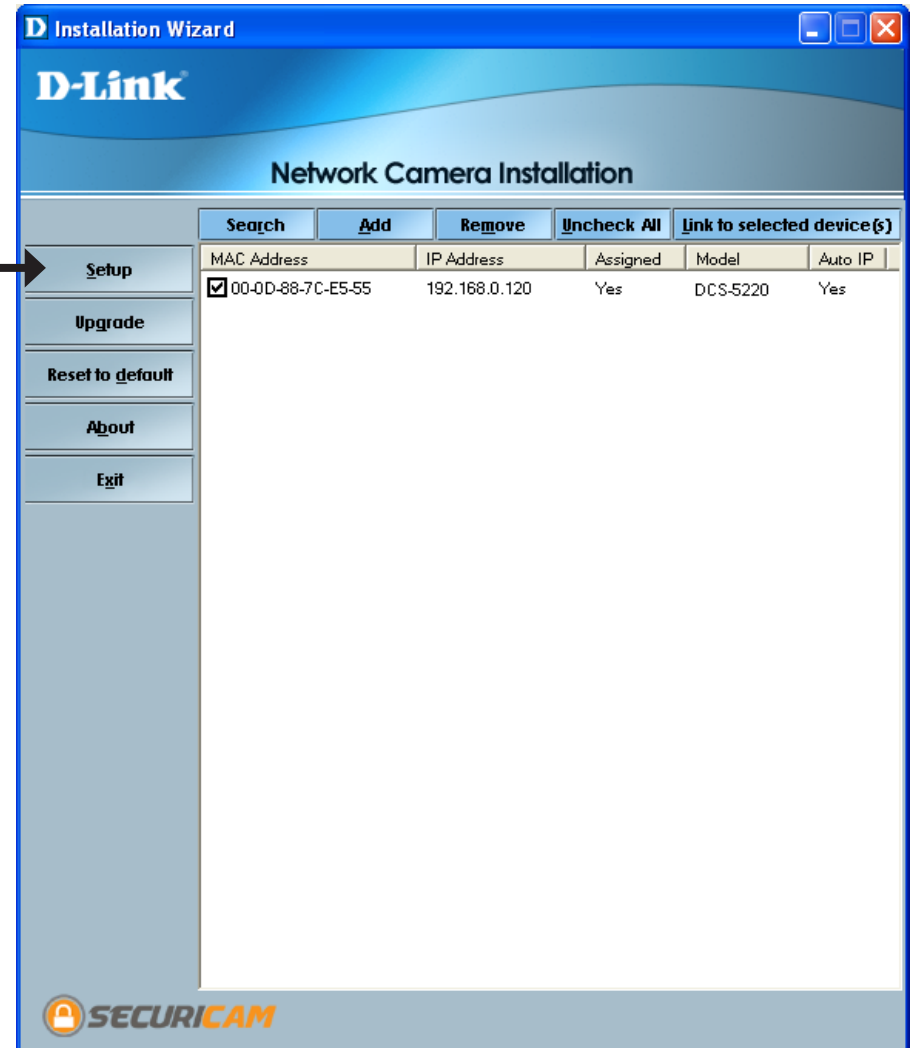 D Installation Wizard
D-Link
Network Camera Installation
Search Add Remove Uncheck All Link to selected device(s)
Setup
Upgrade
Reset to default
About
Exit
MAC Address IP Address Assigned Model Auto IP
00-0D-88-7C-E5-55 192.168.0.120 Yes DCS-5220 Yes
SECURICAM